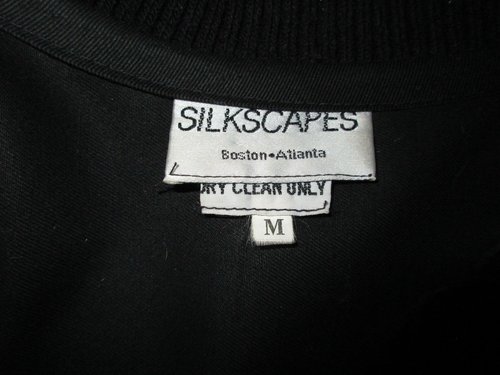 SILKSCAPES
Boston•Atlanta
DRY CLEAN ONLY
M